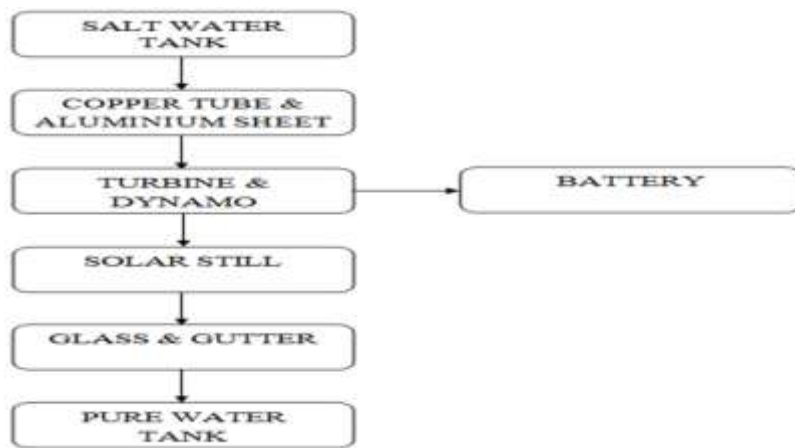 SALT WATER
TANK
COPPER TUBE &
ALUMINIUM SHEET
TURBINE &
DYNAMO
BATTERY
SOLAR STILL
GLASS & GUTTER
PURE WATER
TANK